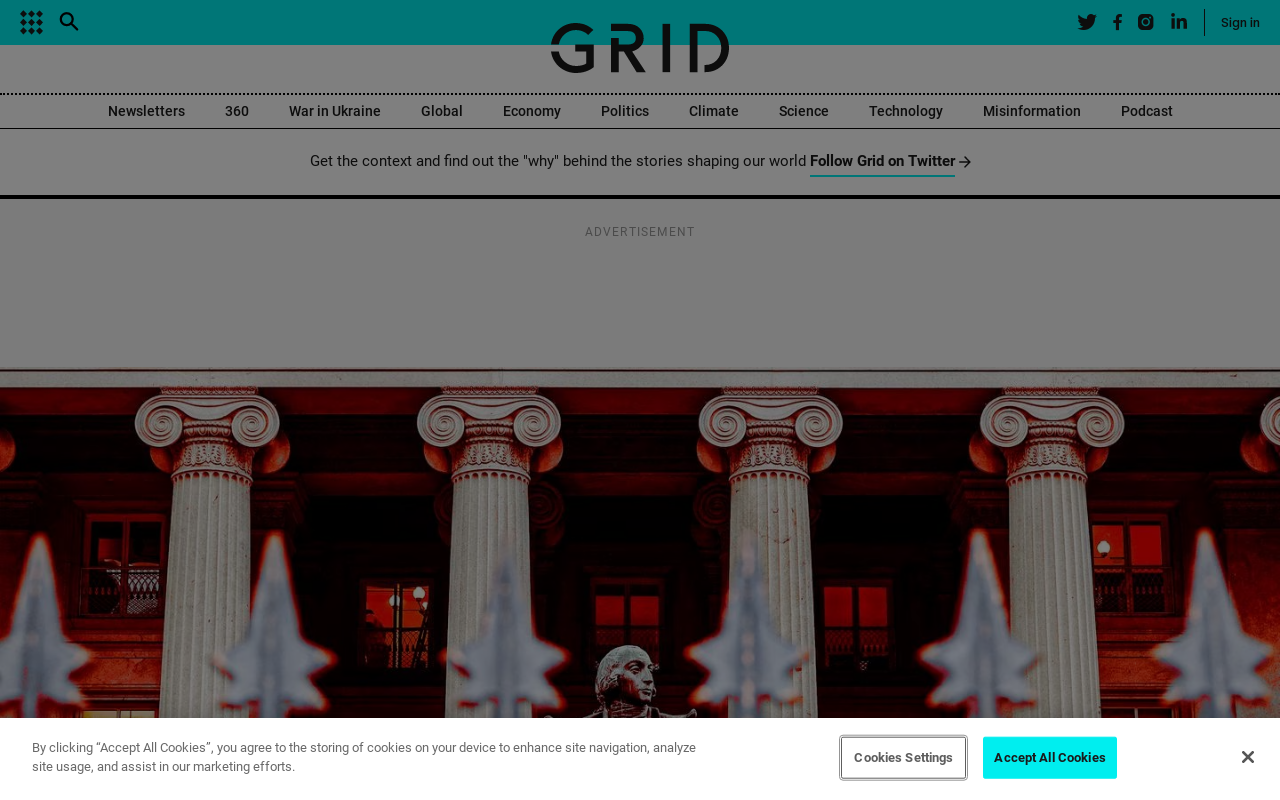 GRID
Sign in
Newsletters 360 War in Ukraine Global Economy Politics Climate Science Technology Misinformation Podcast
Get the context and find out the "why" behind the stories shaping our world Follow Grid on Twitter
ADVERTISEMENT
By clicking “Accept All Cookies”, you agree to the storing of cookies on your device to enhance site navigation, analyze
site usage, and assist in our marketing efforts.
Cookies Settings
Accept All Cookies